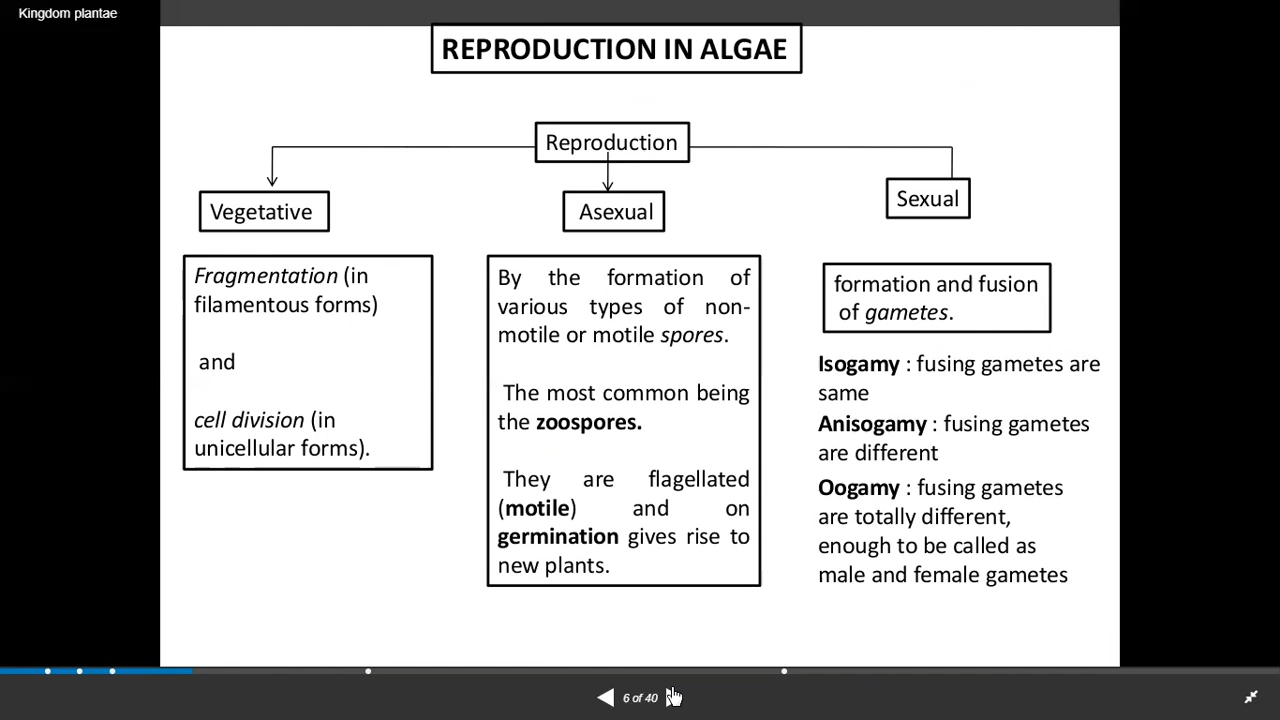 Kingdom plantae
REPRODUCTION IN ALGAE
Reproduction
Vegetative
Asexual
Sexual
Fragmentation (in
filamentous forms)
and
cell division (in
unicellular forms).
By the formation of
various types of non-
motile or motile spores.
The most common being
the zoospores.
They are flagellated
(motile) and on
germination gives rise to
new plants.
formation and fusion
of gametes.
Isogamy : fusing gametes are
same
Anisogamy : fusing gametes
are different
Oogamy : fusing gametes
are totally different,
enough to be called as
male and female gametes
6 of 40